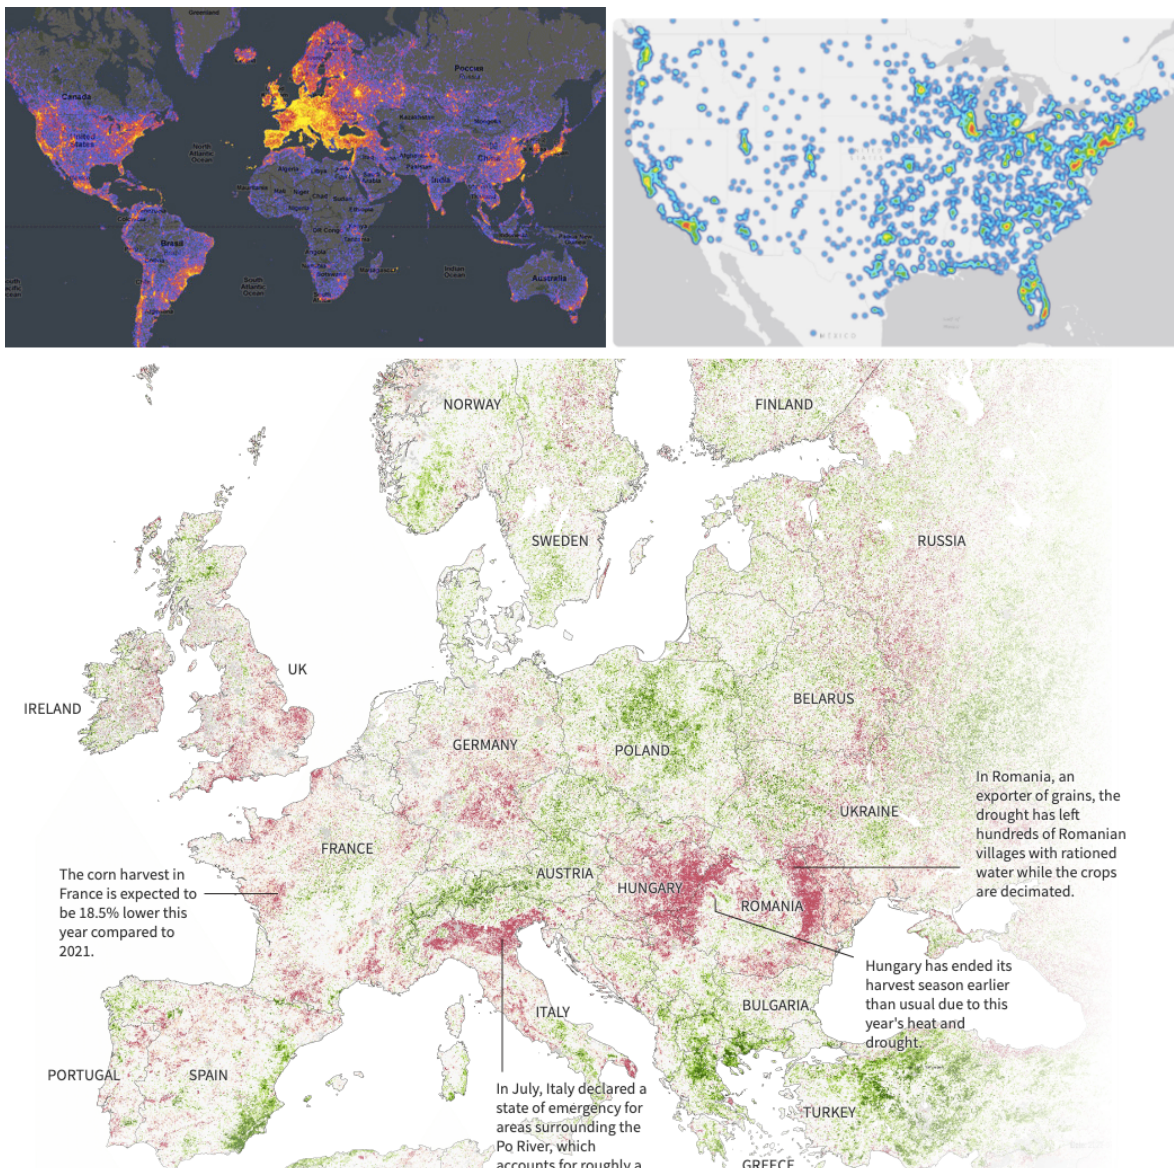 Greenland
Canada
United
States
North
Atlantic
Ocean
Brasil
South
Atlantic
Ocean
Россия
Kazakhstan
China
India
Indian
Ocean
Australia
Algeria
Libya
Mali
Niger
Chad
Sudan
Angola
MEXICO
NORWAY
FINLAND
SWEDEN
RUSSIA
UK
IRELAND
BELARUS
GERMANY
POLAND
UKRAINE
In Romania, an
exporter of grains, the
drought has left
hundreds of Romanian
villages with rationed
water while the crops
are decimated.
FRANCE
AUSTRIA
HUNGARY
ROMANIA
The corn harvest in
France is expected to
be 18.5% lower this
year compared to
2021.
Hungary has ended its
harvest season earlier
than usual due to this
year's heat and
drought.
BULGARIA
ITALY
PORTUGAL
SPAIN
In July, Italy declared a
state of emergency for
areas surrounding the
Po River, which
accounts for roughly a
TURKEY
GREECE